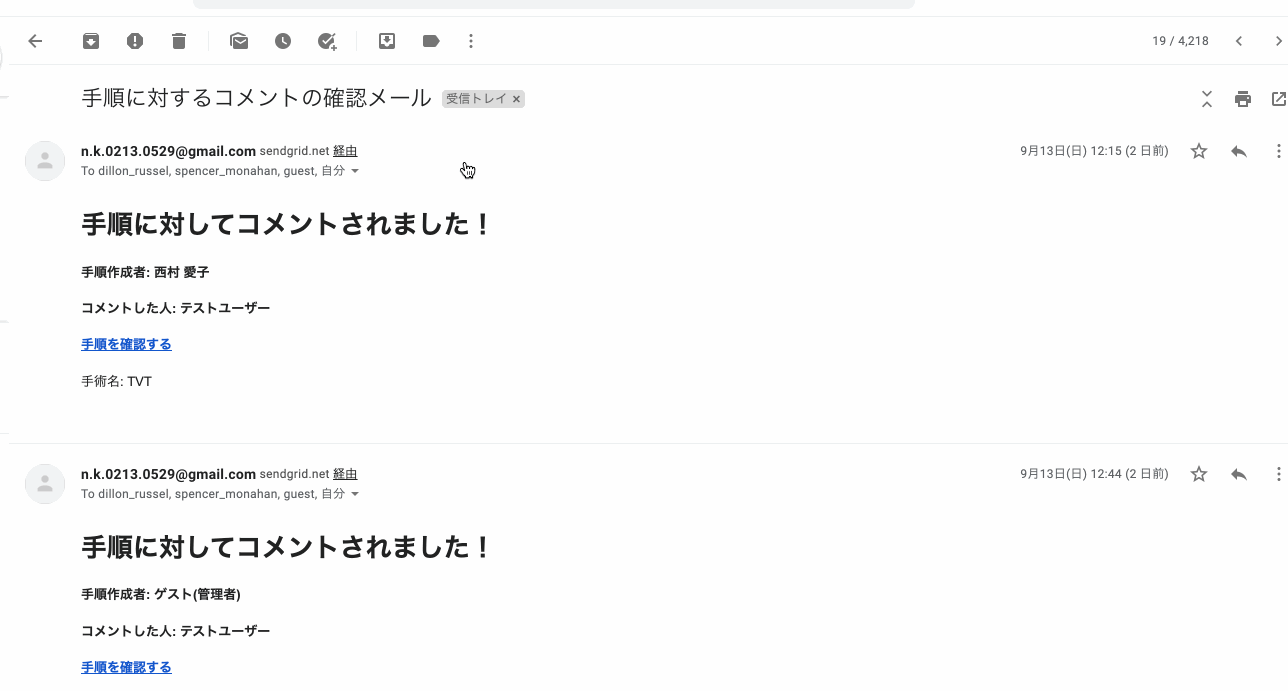 19 / 4,218
手順に対するコメントの確認メール 受信トレイ ×
n.k.0213.0529@gmail.com sendgrid.net 経由 9月13日(日) 12:15 (2 日前)
To dillon_russel, spencer_monahan, guest, 自分
手順に対してコメントされました！
手順作成者: 西村 愛子
コメントした人: テストユーザー
手順を確認する
手術名: TVT
n.k.0213.0529@gmail.com sendgrid.net 経由 9月13日(日) 12:44 (2 日前)
To dillon_russel, spencer_monahan, guest, 自分
手順に対してコメントされました！
手順作成者: ゲスト(管理者)
コメントした人: テストユーザー
手順を確認する